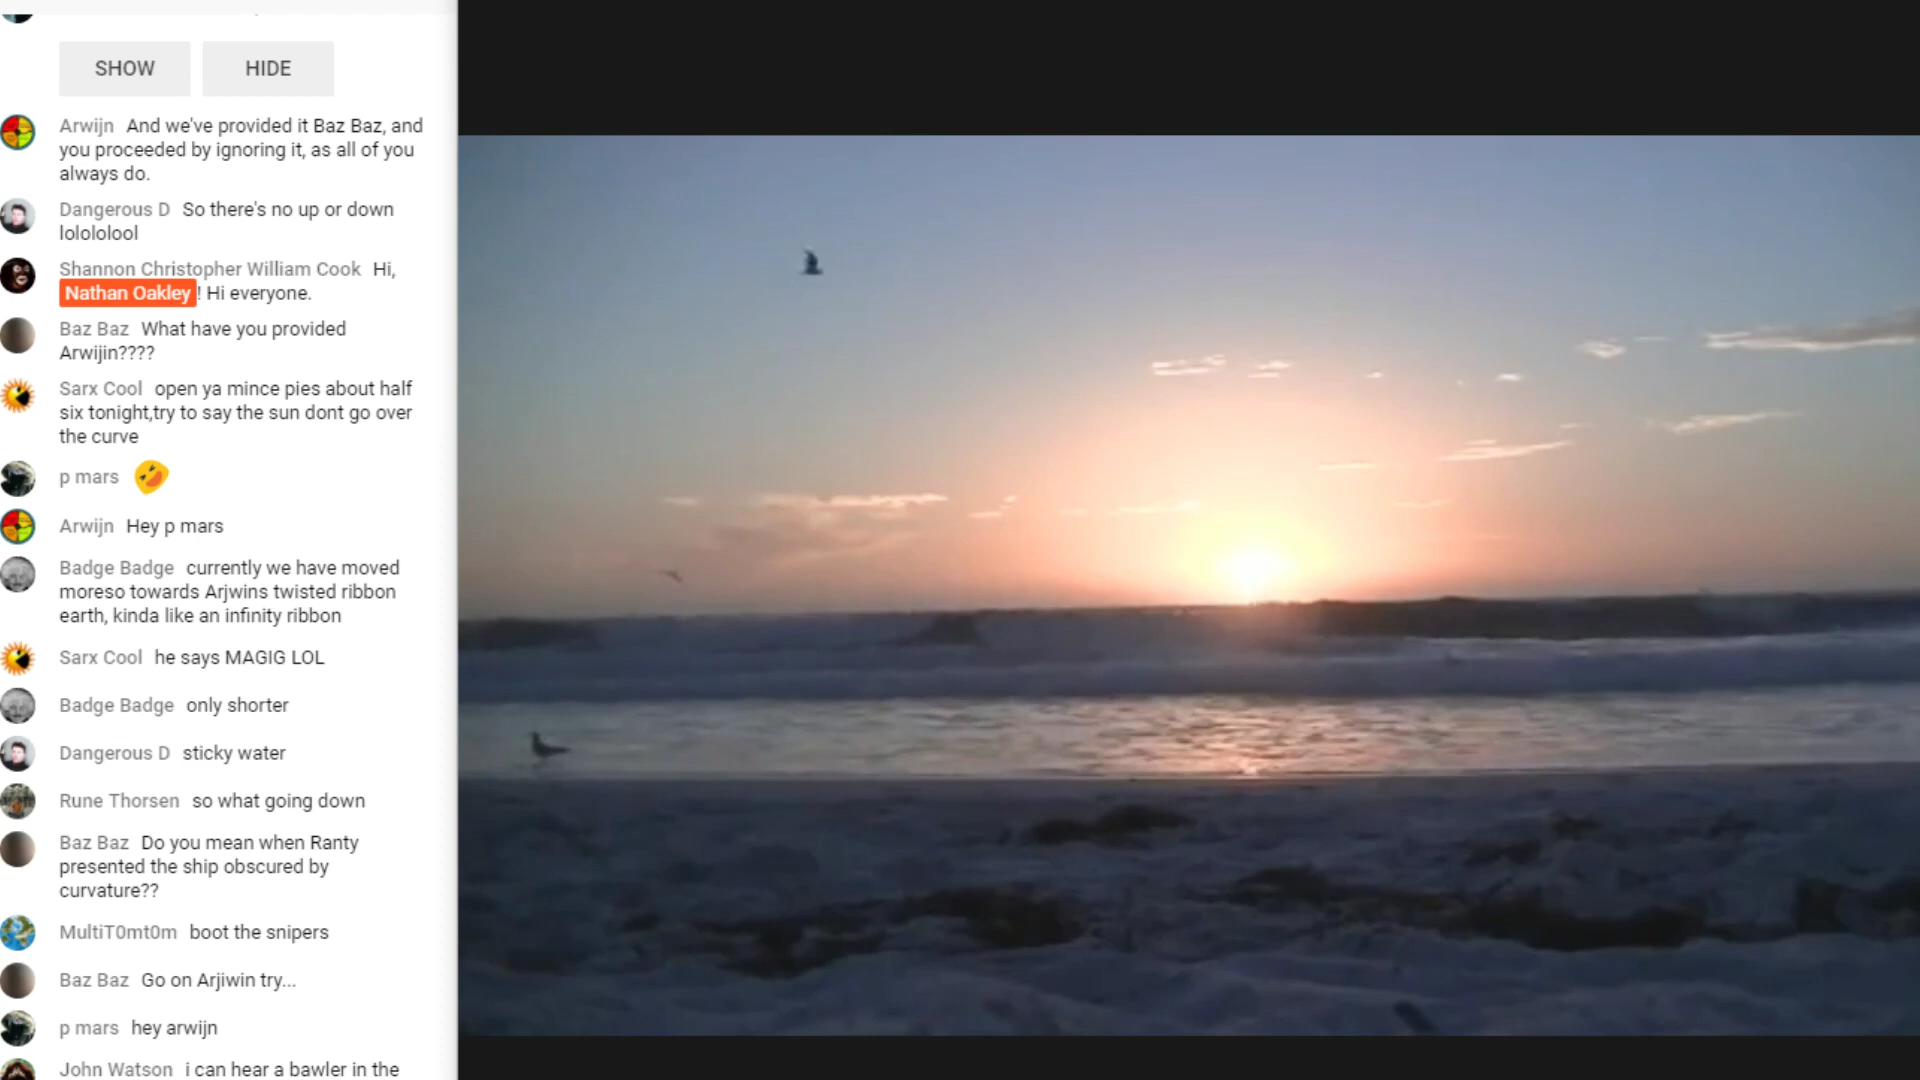 SHOW HIDE
Arwijn And we've provided it Baz Baz, and
you proceeded by ignoring it, as all of you
always do.
Dangerous D So there's no up or down
lolololool
Shannon Christopher William Cook Hi,
Nathan Oakley! Hi everyone.
Baz Baz What have you provided
Arwijin????
Sarx Cool open ya mince pies about half
six tonight,try to say the sun dont go over
the curve
p mars 🤣
Arwijn Hey p mars
Badge Badge currently we have moved
moreso towards Arjwins twisted ribbon
earth, kinda like an infinity ribbon
Sarx Cool he says MAGIG LOL
Badge Badge only shorter
Dangerous D sticky water
Rune Thorsen so what going down
Baz Baz Do you mean when Ranty
presented the ship obscured by
curvature??
MultiT0mt0m boot the snipers
Baz Baz Go on Arjiwin try...
p mars hey arwijn
John Watson i can hear a bawler in the